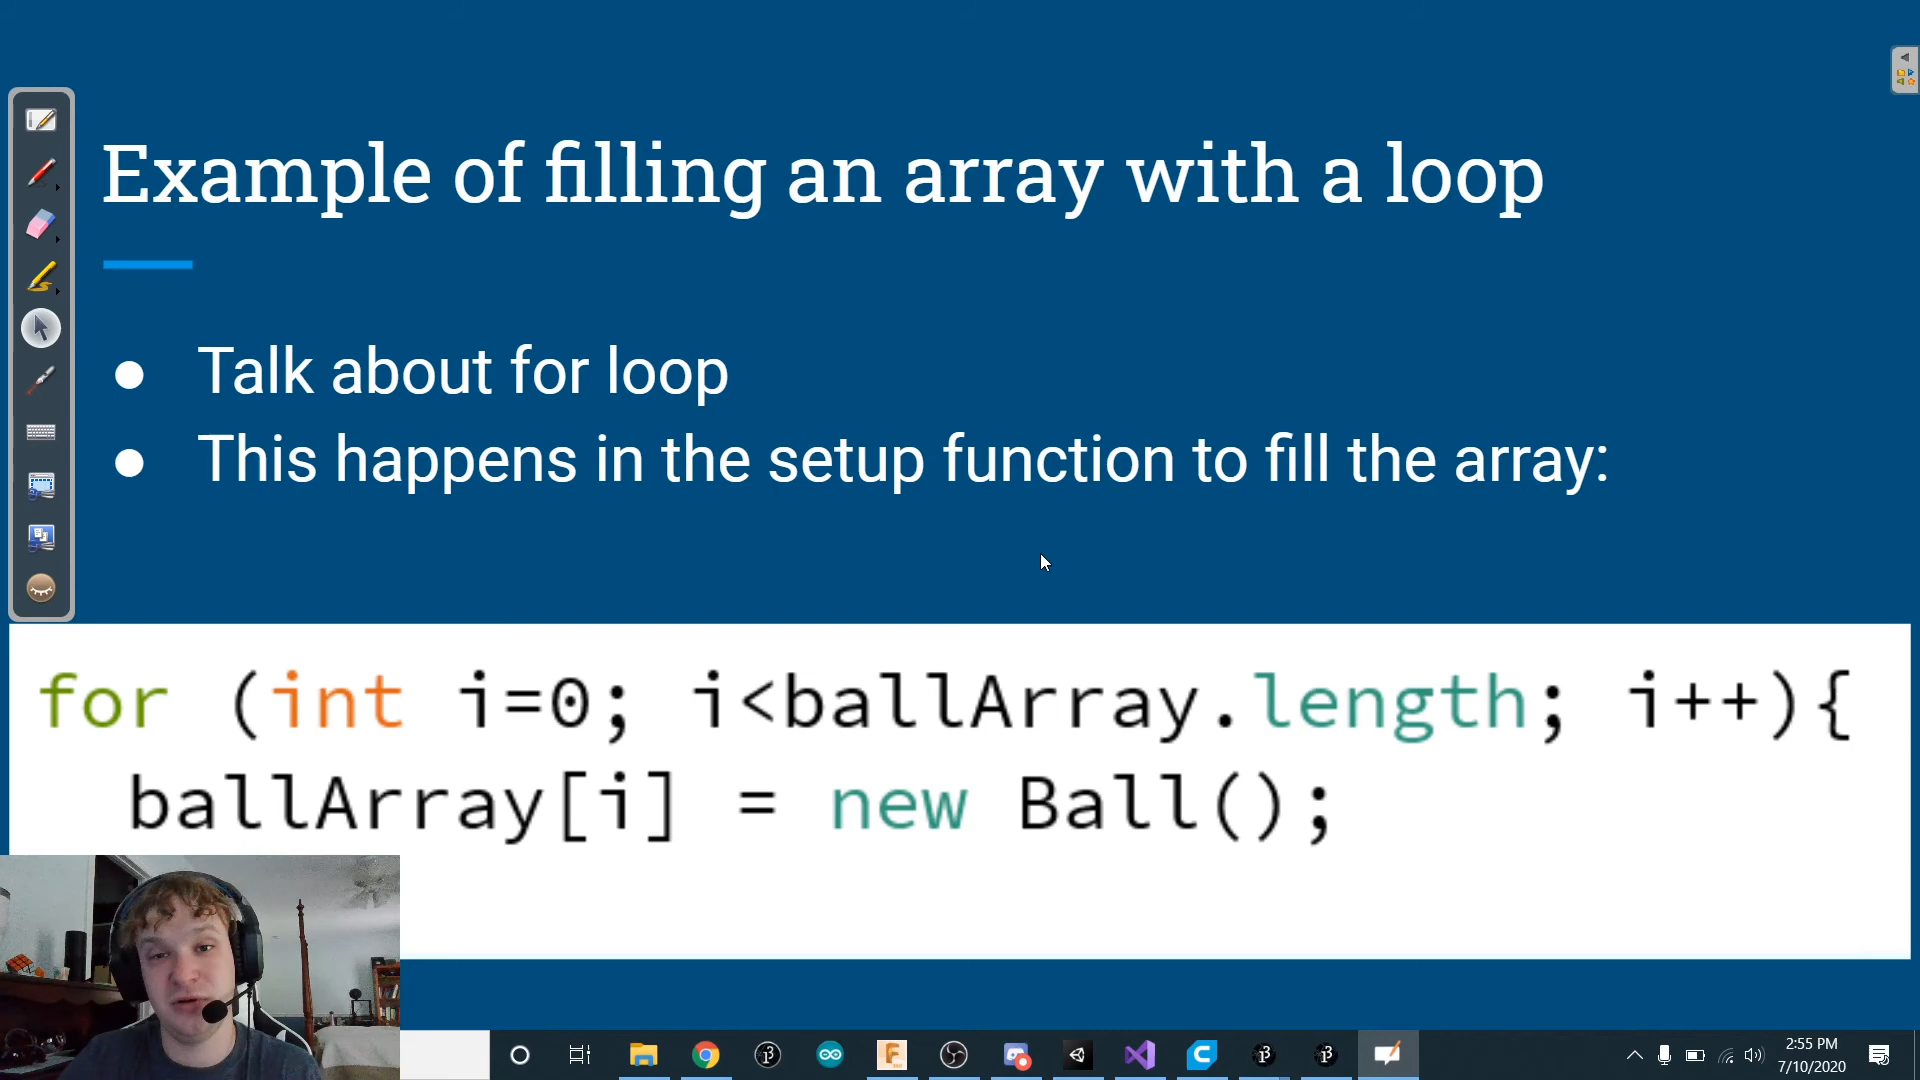 Example of filling an array with a loop
● Talk about for loop
● This happens in the setup function to fill the array:
for (int i=0; i<ballArray.length; i++){
ballArray[i] = new Ball();
2:55 PM
7/10/2020